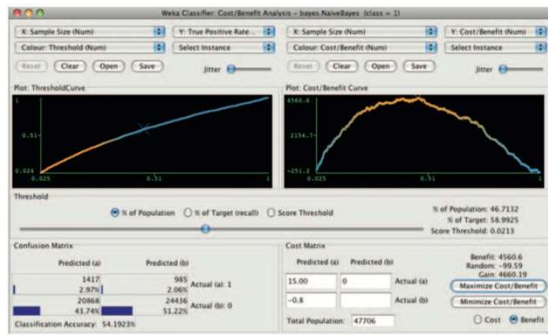 Weka Classifier: Cost/Benefit Analysis - bayes.NaiveBayes (class = 1)
X: Sample Size (Num) Y: True Positive Rate... X: Sample Size (Num) Y: Cost/Benefit (Num)
Colour: Threshold (Num) Select Instance Colour: Cost/Benefit (Num) Select Instance
Reset Clear Open Save Jitter Reset Clear Open Save Jitter
Plot: ThresholdCurve Plot: Cost/Benefit Curve
1 4560.6
0.51 2154.7
0.024 -251.2
0.025 0.51 1 0.025 0.51 1
Threshold
% of Population % of Target (recall) Score Threshold
% of Population: 46.7132
% of Target: 58.9925
Score Threshold: 0.0213
Confusion Matrix
Predicted (a) Predicted (b)
1417 985 Actual (a): 1
2.97% 2.06%
20868 24436 Actual (b): 0
43.74% 51.22%
Classification Accuracy: 54.1923%
Cost Matrix
Predicted (a) Predicted (b)
15.00 0 Actual (a)
-0.8 Actual (b)
Total Population: 47706
Benefit: 4560.6
Random: -99.59
Gain: 4660.19
Maximize Cost/Benefit
Minimize Cost/Benefit
Cost Benefit